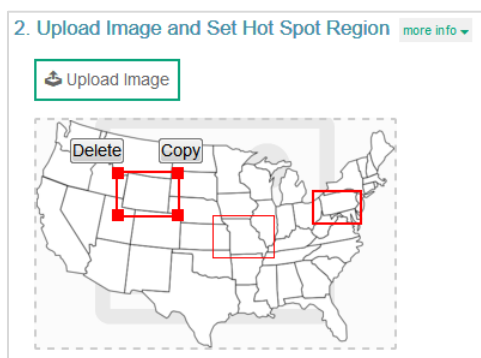 2. Upload Image and Set Hot Spot Region more info
Upload Image
Delete Copy